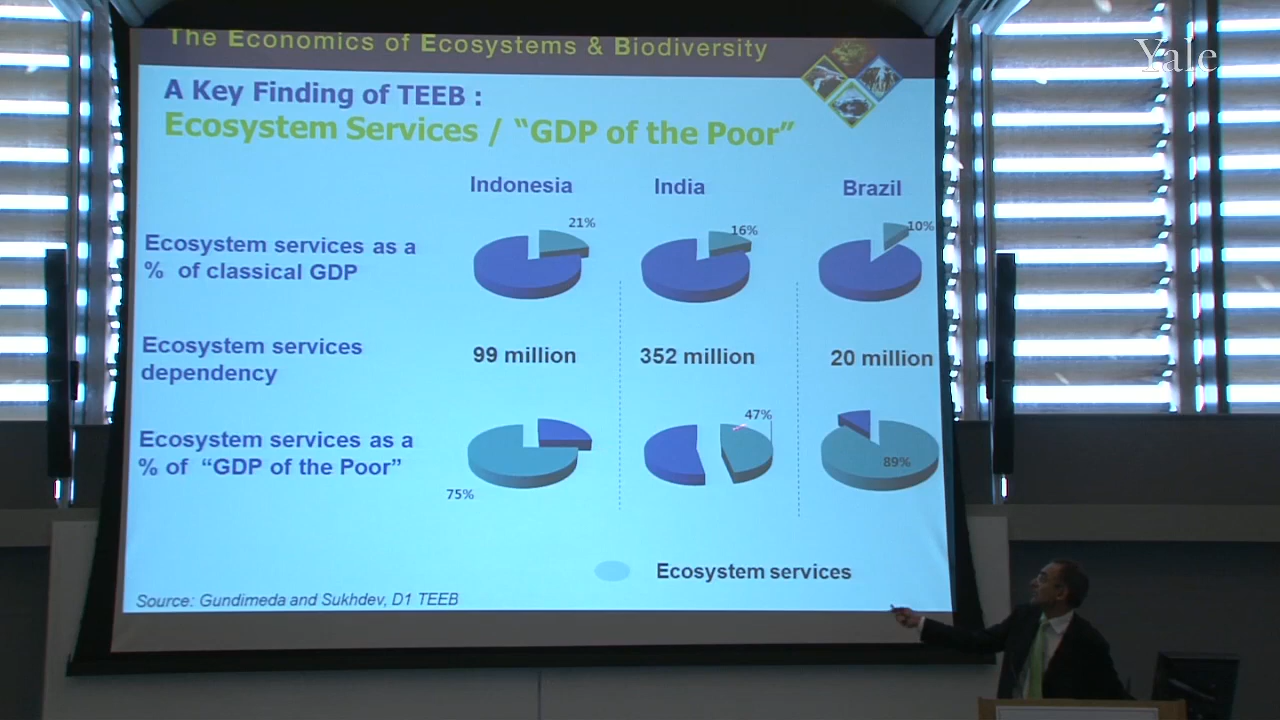 The Economics of Ecosystems & Biodiversity
Yale
A Key Finding of TEEB :
Ecosystem Services / “GDP of the Poor”
Indonesia India Brazil
21% 16% 10%
Ecosystem services as a
% of classical GDP
Ecosystem services
dependency
99 million 352 million 20 million
Ecosystem services as a
% of “GDP of the Poor”
47%
89%
75%
Ecosystem services
Source: Gundimeda and Sukhdev, D1 TEEB